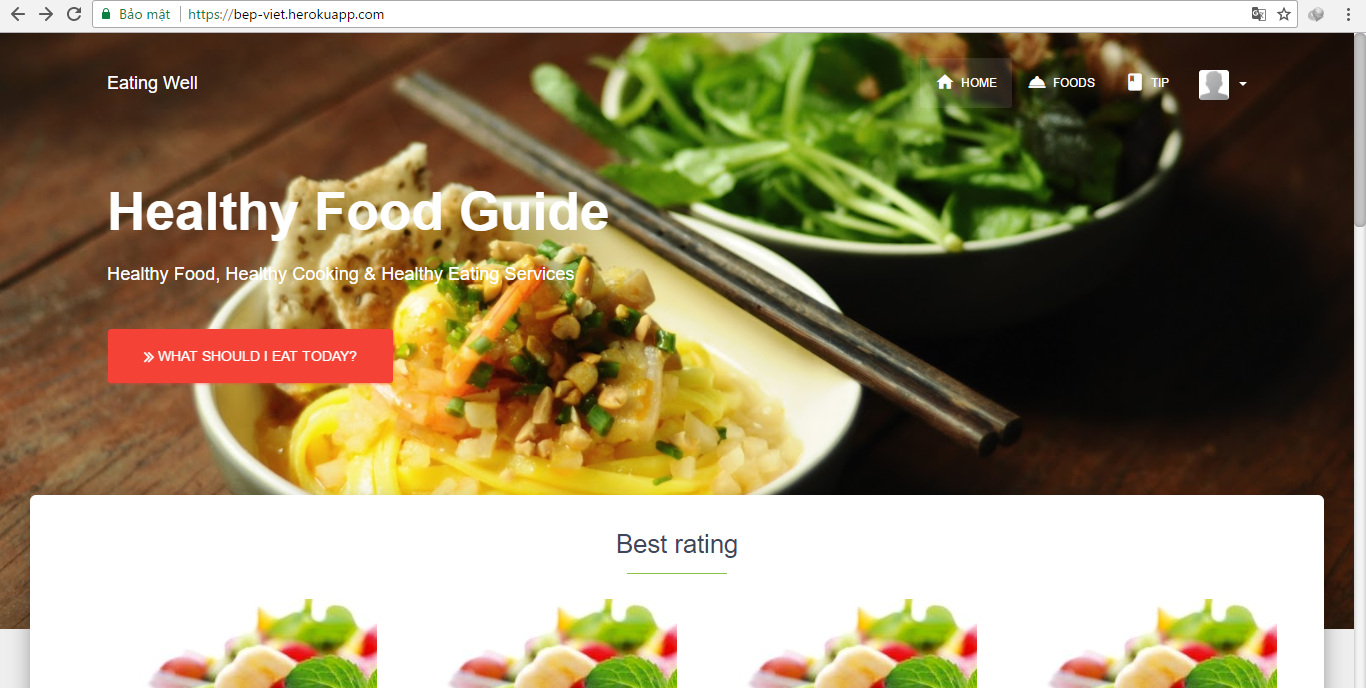 Bảo mật https://bep-viet.herokuapp.com
Eating Well
HOME
FOODS
TIP
Healthy Food Guide
Healthy Food, Healthy Cooking & Healthy Eating Services
WHAT SHOULD I EAT TODAY?
Best rating